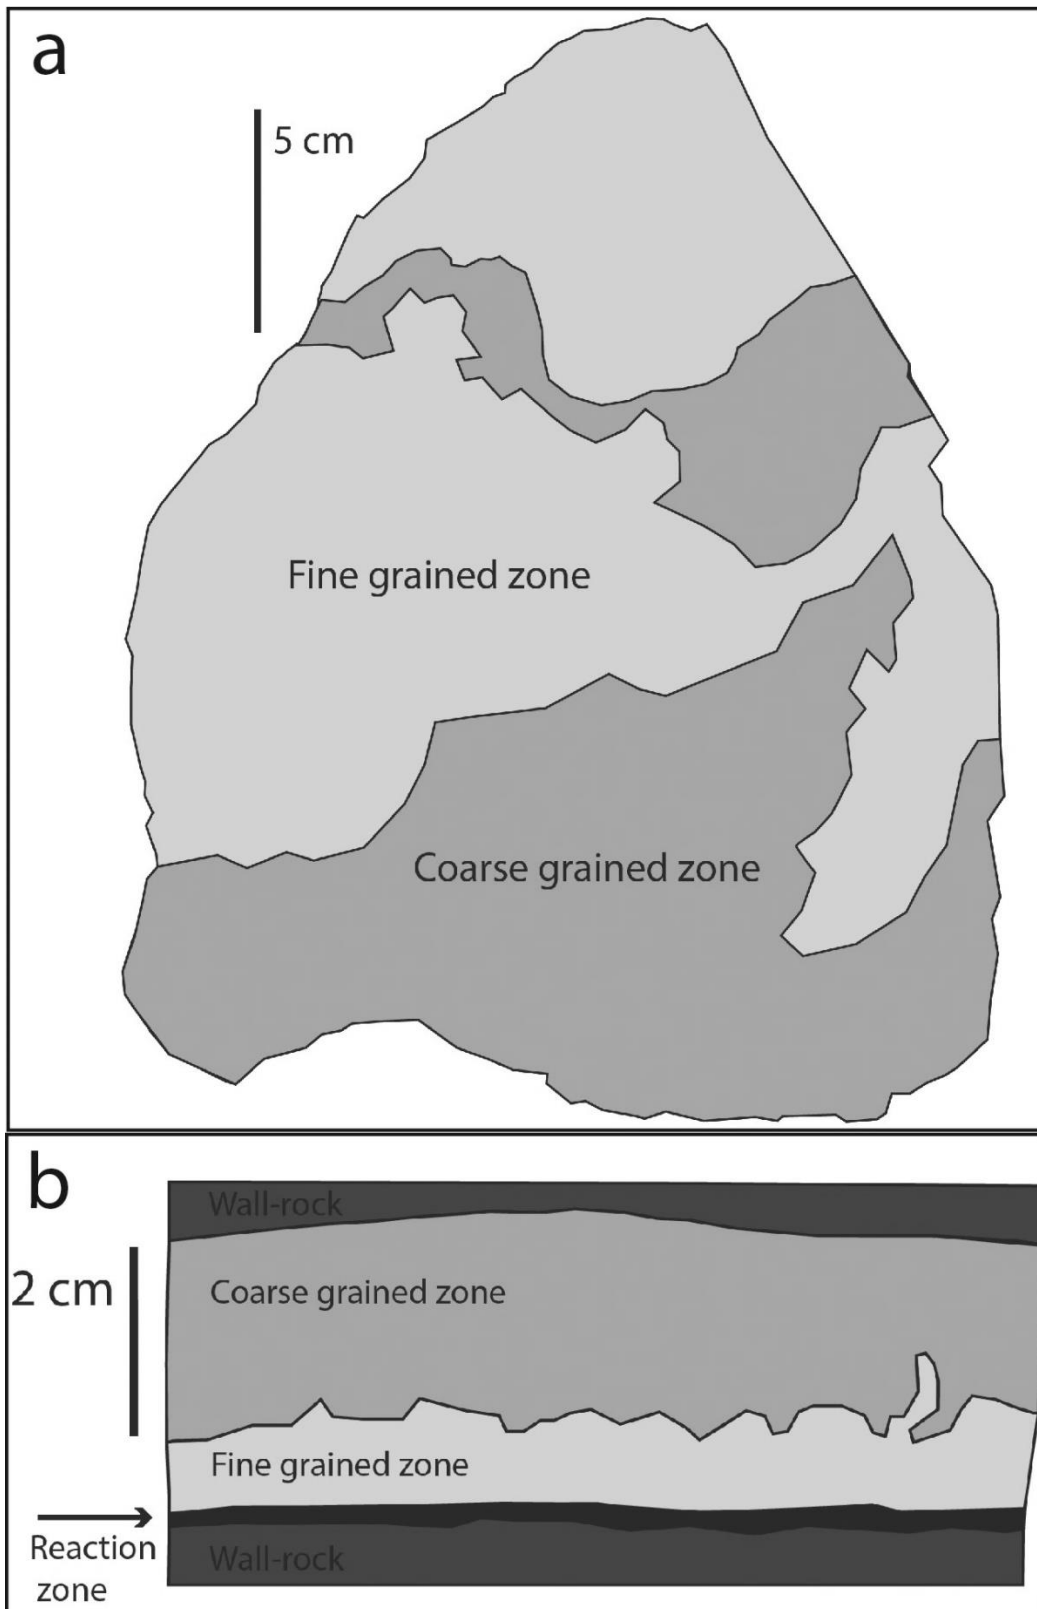 a
5 cm
Fine grained zone
Coarse grained zone
b
Wall-rock
2 cm
Coarse grained zone
Fine grained zone
Reaction
zone
Wall-rock